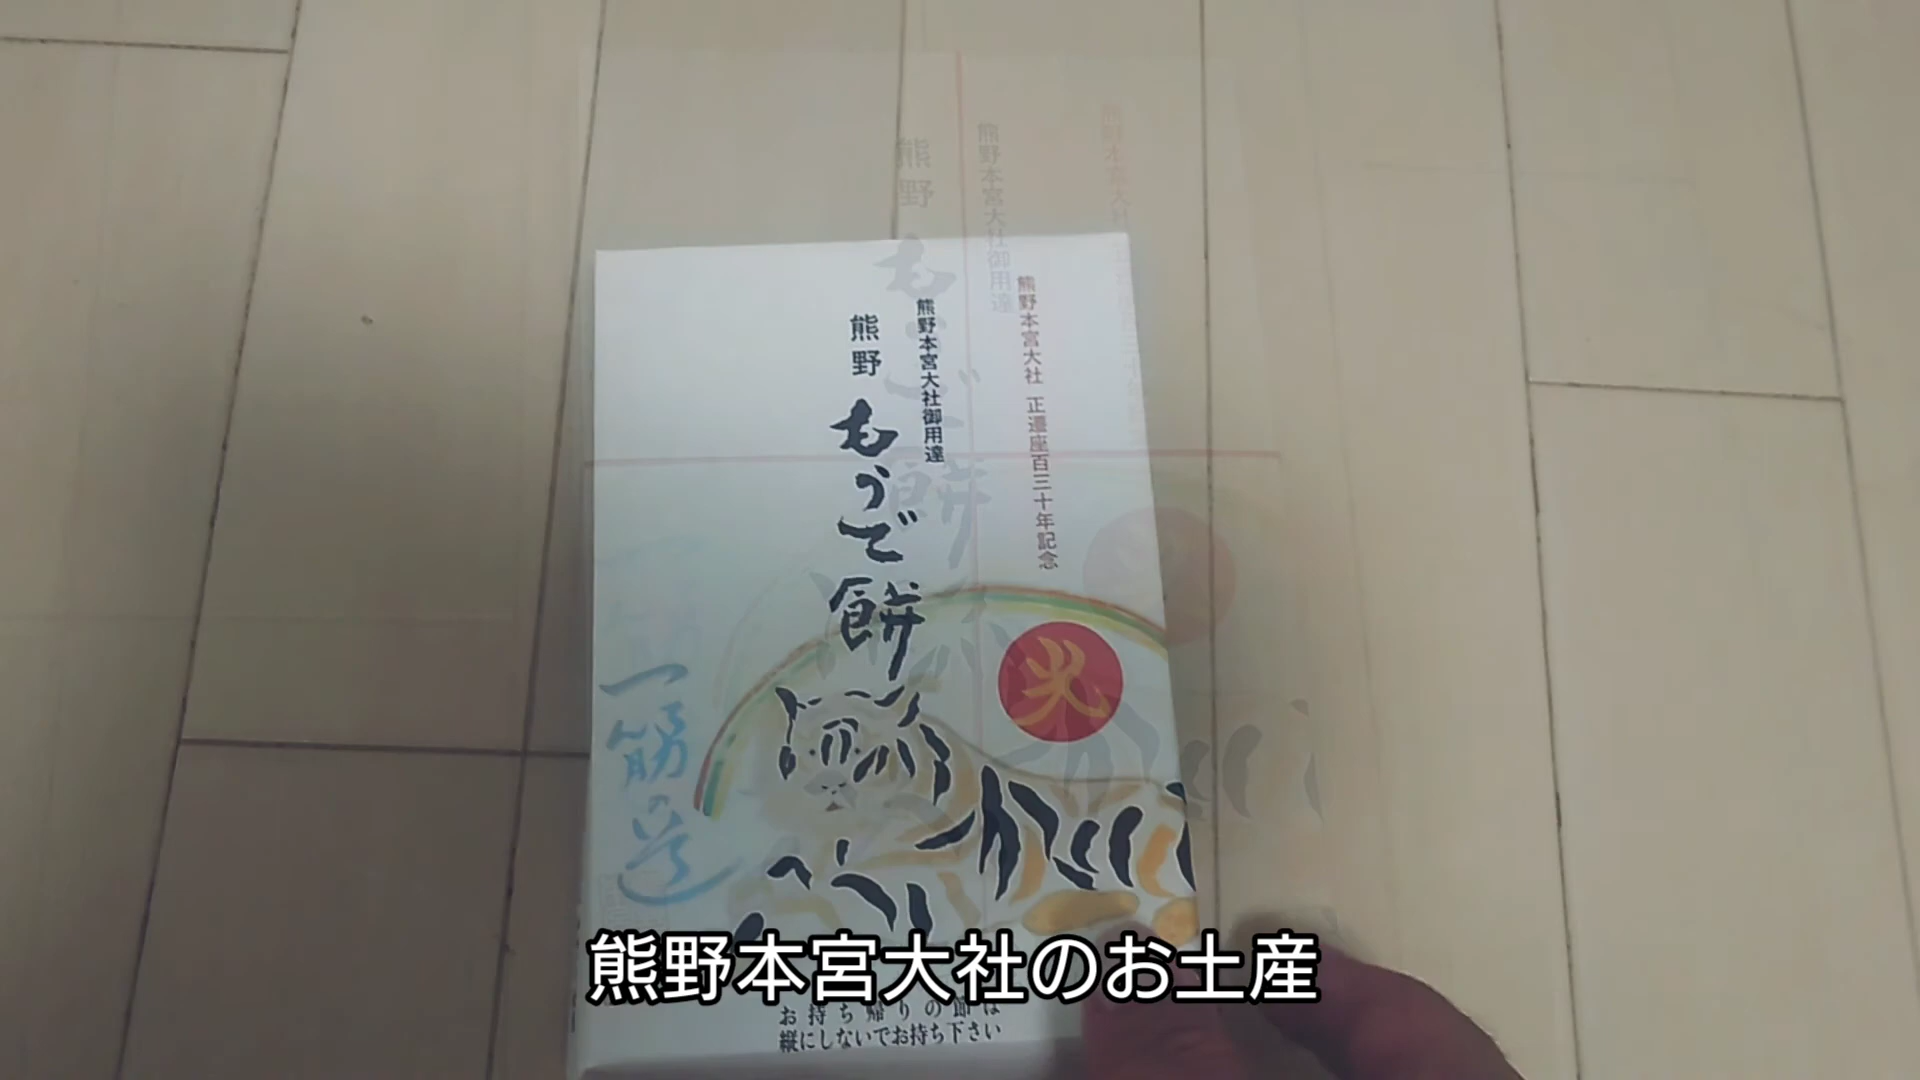 熊野本宮大社 正遷座百三十年記念
熊野本宮大社御用達
熊野
もうで餅
一筋の道
熊野本宮大社のお土産
お持ち帰りの節は
縦にしないでお持ち下さい